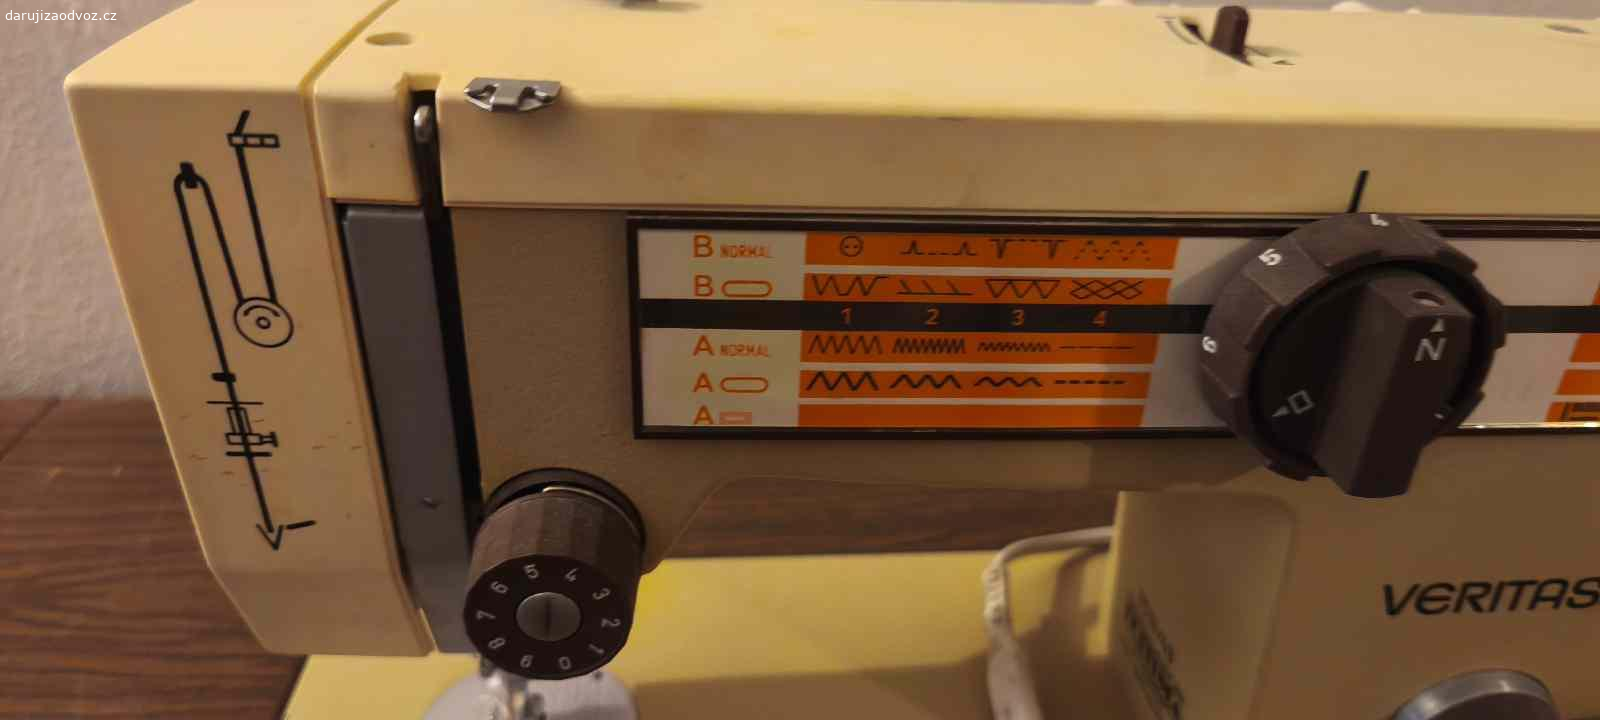 darujizaodvoz.cz
B NORMAL
B
1 2 3 4
A NORMAL
A
A
5
6
N
5 4 3 2 1 0 9 8 7 6
VERITAS